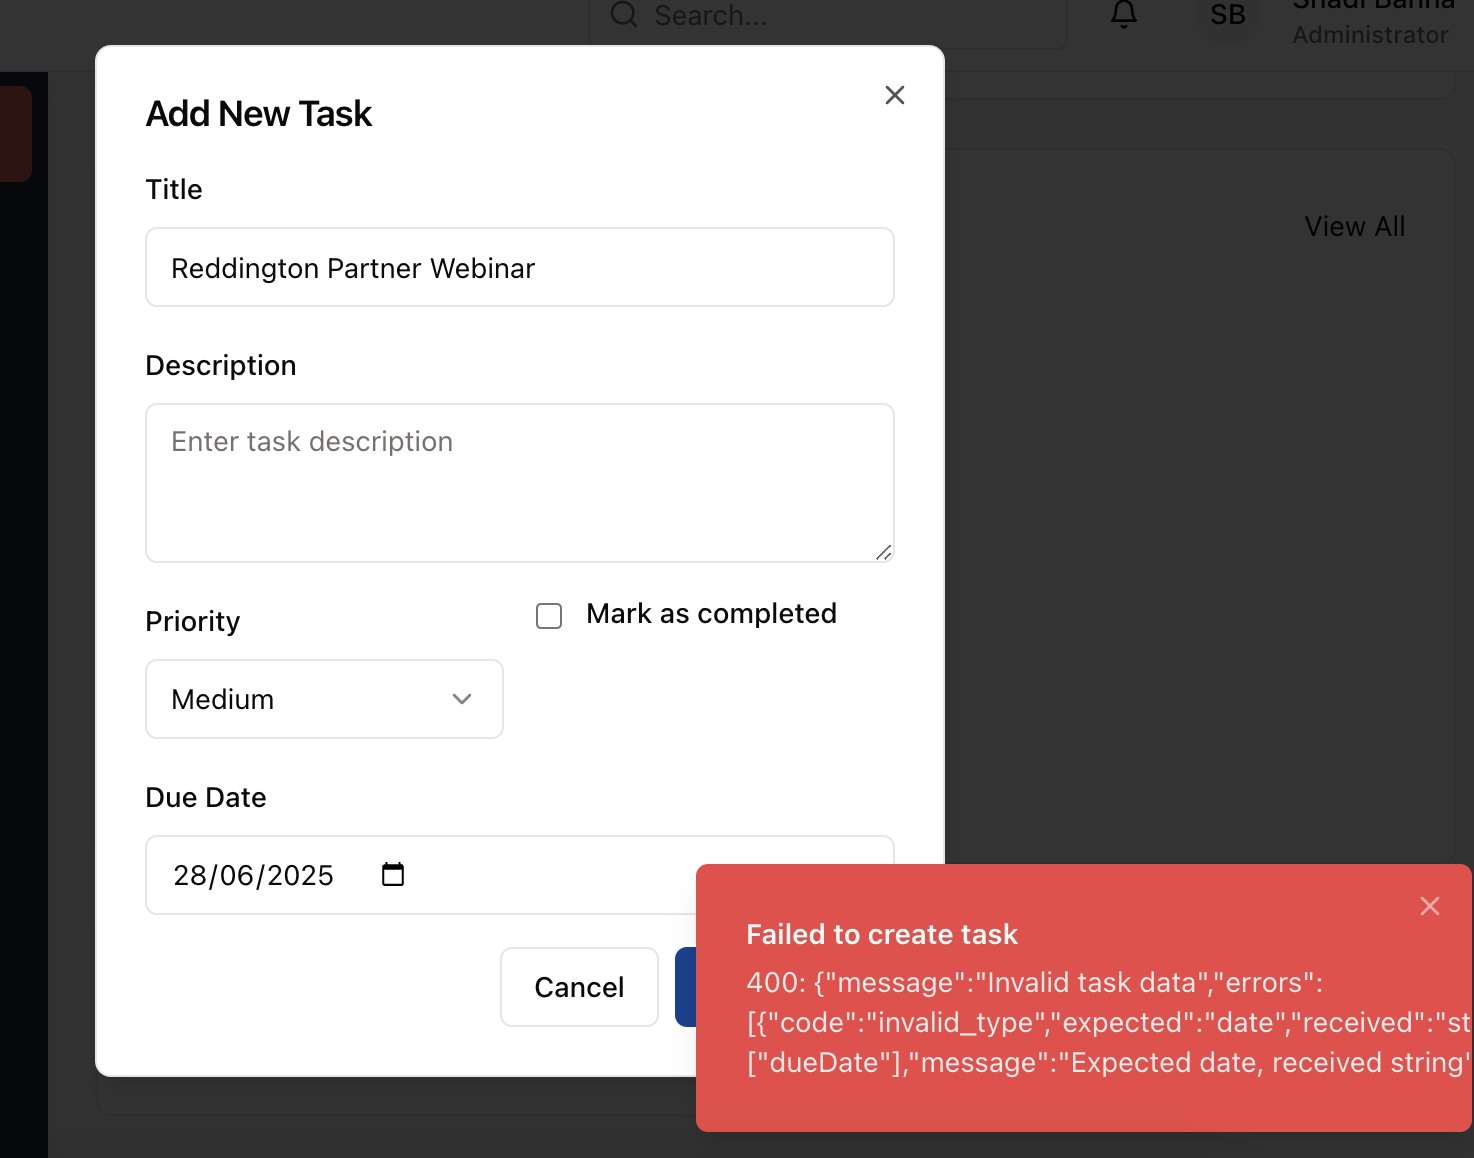 Search...
SB
Administrator
Add New Task
Title
Reddington Partner Webinar
View All
Description
Enter task description
Priority
Mark as completed
Medium
Due Date
28/06/2025
Cancel
Failed to create task
400: {"message":"Invalid task data","errors":
[{"code":"invalid_type","expected":"date","received":"st
["dueDate"],"message":"Expected date, received string"